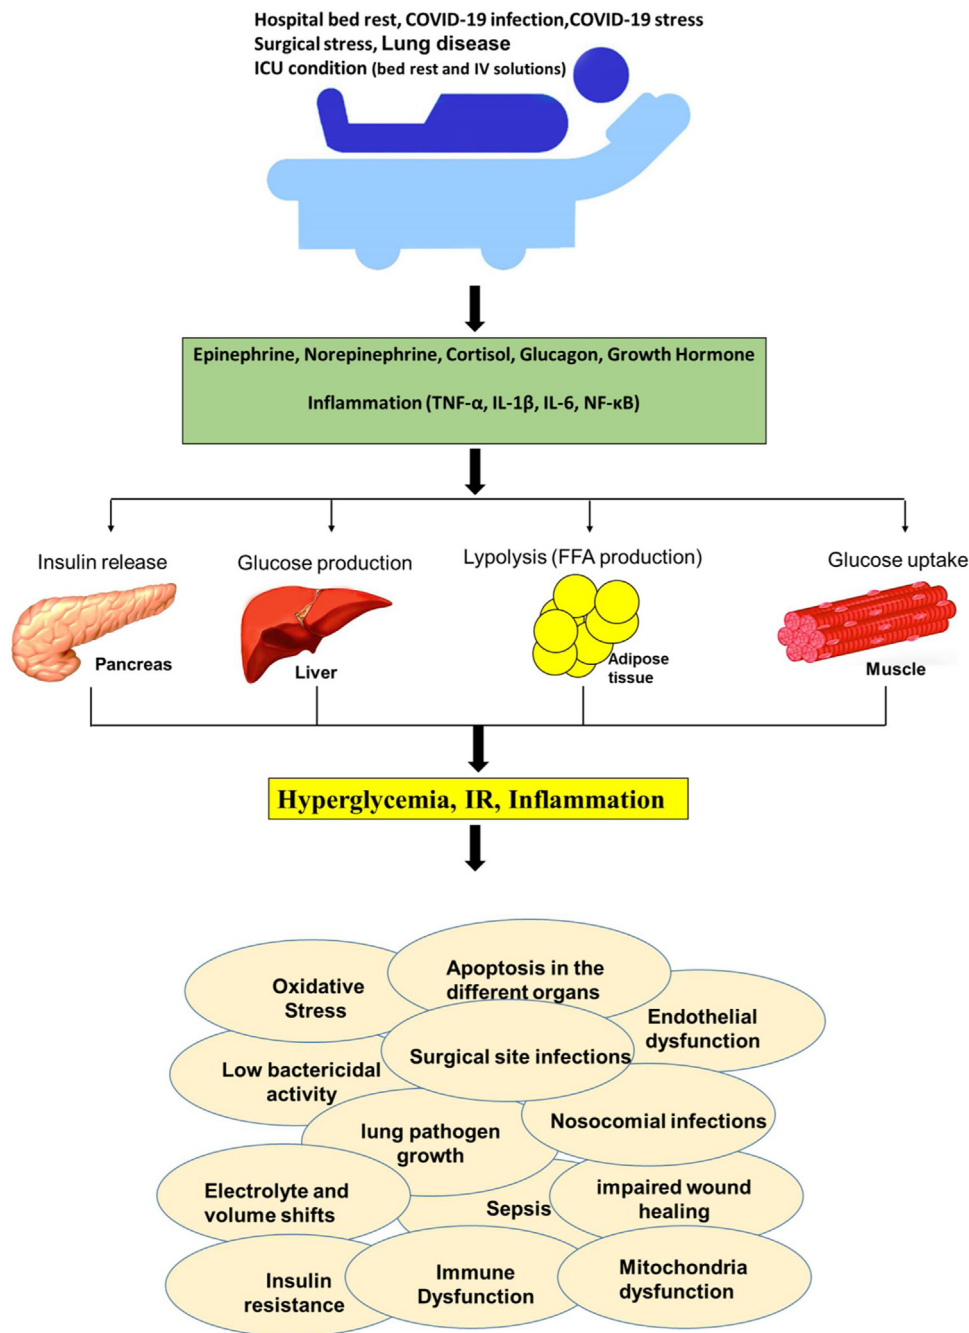 Hospital bed rest, COVID-19 infection,COVID-19 stress
Surgical stress, Lung disease
ICU condition (bed rest and IV solutions)
Epinephrine, Norepinephrine, Cortisol, Glucagon, Growth Hormone
Inflammation (TNF-α, IL-1β, IL-6, NF-κB)
Insulin release
Glucose production
Lypolysis (FFA production)
Glucose uptake
Pancreas
Liver
Adipose
tissue
Muscle
Hyperglycemia, IR, Inflammation
Oxidative
Stress
Apoptosis in the
different organs
Endothelial
dysfunction
Low bactericidal
activity
Surgical site infections
lung pathogen
growth
Nosocomial infections
Electrolyte and
volume shifts
Sepsis
impaired wound
healing
Insulin
resistance
Immune
Dysfunction
Mitochondria
dysfunction